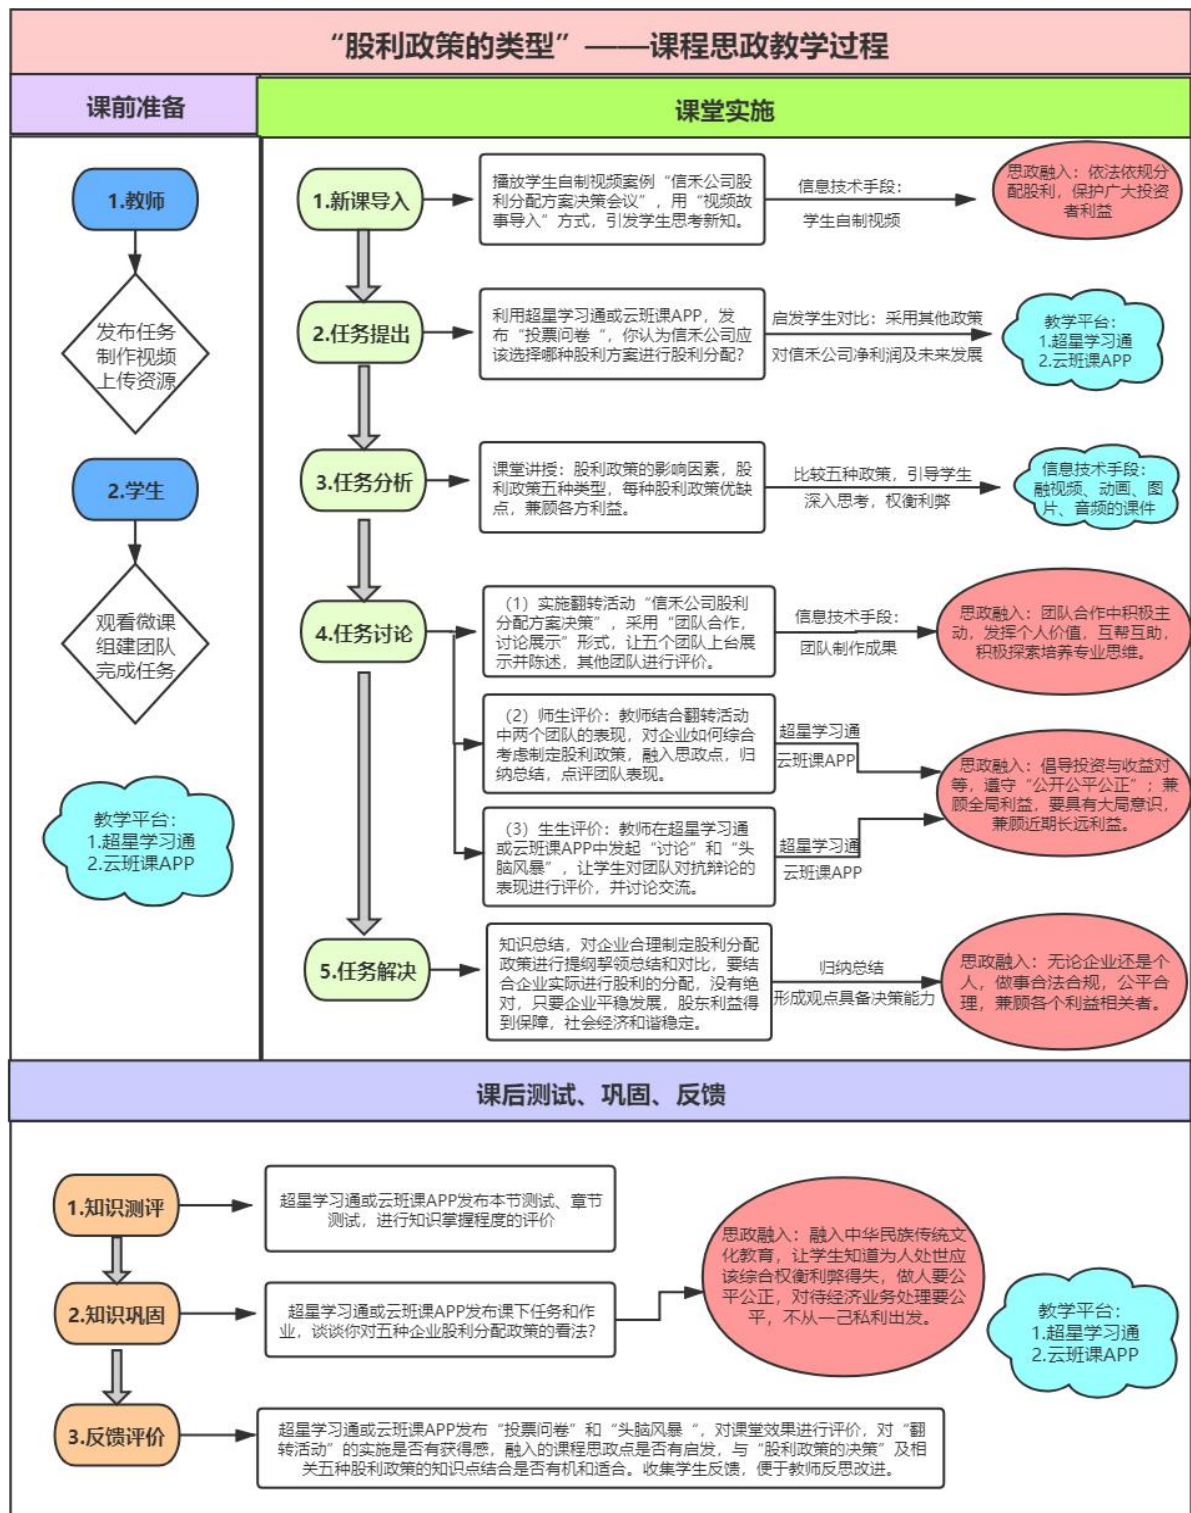 “股利政策的类型”——课程思政教学过程
课前准备
课堂实施
1.教师
发布任务
制作视频
上传资源
2.学生
观看微课
组建团队
完成任务
教学平台：
1.超星学习通
2.云班课APP
1.新课导入
播放学生自制视频案例“信禾公司股
利分配方案决策会议”，用“视频故
事导入”方式，引发学生思考新知。
信息技术手段：
学生自制视频
思政融入：依法依规分
配股利，保护广大投资
者利益
2.任务提出
利用超星学习通或云班课APP，发
布“投票问卷 “，你认为信禾公司应
该选择哪种股利方案进行股利分配？
启发学生对比：采用其他政策
对信禾公司净利润及未来发展
教学平台：
1.超星学习通
2.云班课APP
3.任务分析
课堂讲授：股利政策的影响因素，股
利政策五种类型，每种股利政策优缺
点，兼顾各方利益。
比较五种政策，引导学生
深入思考，权衡利弊
信息技术手段：
融视频、动画、图
片、音频的课件
4.任务讨论
（1）实施翻转活动“信禾公司股利
分配方案决策”，采用“团队合作，
讨论展示”形式，让五个团队上台展
示并陈述，其他团队进行评价。
信息技术手段：
团队制作成果
思政融入：团队合作中积极主
动，发挥个人价值，互帮互助，
积极探索培养专业思维。
（2）师生评价：教师结合翻转活动
中两个团队的表现，对企业如何综合
考虑制定股利政策，融入思政点，归
纳总结，点评团队表现。
超星学习通
云班课APP
思政融入：倡导投资与收益对
等，遵守“公开公平公正”；兼
顾全局利益，要具有大局意识，
兼顾近期长远利益。
（3）生生评价：教师在超星学习通
或云班课APP中发起“讨论”和“头
脑风暴”，让学生对团队对抗辩论的
表现进行评价，并讨论交流。
超星学习通
云班课APP
5.任务解决
知识总结，对企业合理制定股利分配
政策进行提纲挈领总结和对比，要结
合企业实际进行股利的分配，没有绝
对，只要企业平稳发展，股东利益得
到保障，社会经济和谐稳定。
归纳总结
形成观点具备决策能力
思政融入：无论企业还是个
人，做事合法合规，公平合
理，兼顾各个利益相关者。
课后测试、巩固、反馈
1.知识测评
超星学习通或云班课APP发布本节测试、章节
测试，进行知识掌握程度的评价
2.知识巩固
超星学习通或云班课APP发布课下任务和作
业，谈谈你对五种企业股利分配政策的看法？
思政融入：融入中华民族传统文
化教育，让学生知道为人处世应
该综合权衡利弊得失，做人要公
平公正，对待经济业务处理要公
平，不从一己私利出发。
教学平台：
1.超星学习通
2.云班课APP
3.反馈评价
超星学习通或云班课APP发布“投票问卷”和“头脑风暴 “，对课堂效果进行评价，对“翻
转活动”的实施是否有获得感，融入的课程思政点是否有启发，与“股利政策的决策”及相
关五种股利政策的知识点结合是否有机和适合。收集学生反馈，便于教师反思改进。